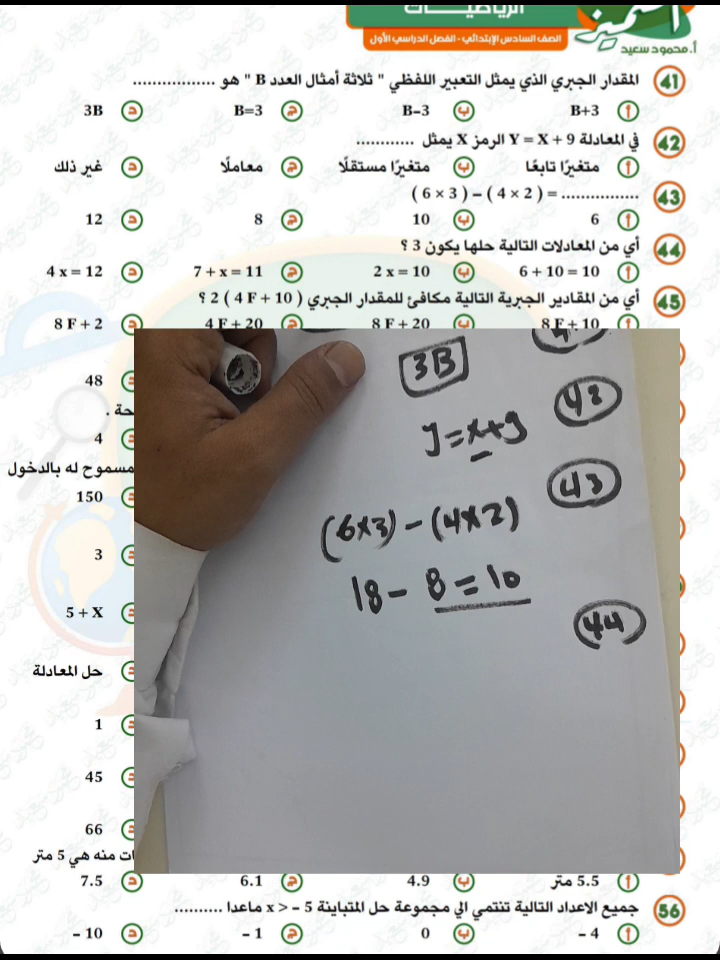 الرياضيــــات
الصف السادس الإبتدائي - الفصل الدراسي الأول
أ. محمود سعيد
41 المقدار الجبري الذي يمثل التعبير اللفظي " ثلاثة أمثال العدد B " هو ................
أ B+3 ب B–3 ج B=3 د 3B
42 في المعادلة Y = X + 9 الرمز X يمثل ............
أ متغيرًا تابعًا ب متغيرًا مستقلًا ج معاملًا د غير ذلك
43 ( 6 × 3 ) – ( 4 × 2 ) = ................
أ 6 ب 10 ج 8 د 12
44 أي من المعادلات التالية حلها يكون 3 ؟
أ 6 + 10 = 10 ب 2 x = 10 ج 7 + x = 11 د 4 x = 12
45 أي من المقادير الجبرية التالية مكافئ للمقدار الجبري 2 ( 4 F + 10 ) ؟
أ 8 F + 10 ب 8 F + 20 ج 4 F + 20 د 8 F + 2
3B
42
y = x + 9
43
(6x3) - (4x2)
18 - 8 = 10
44
48
حة .
4
مسموح له بالدخول
150
3
5 + X
حل المعادلة
1
45
66
ات منه هي 5 متر
أ 5.5 متر ب 4.9 ج 6.1 د 7.5
56 جميع الاعداد التالية تنتمي الي مجموعة حل المتباينة x > – 5 ماعدا ..........
أ – 4 ب 0 ج – 1 د – 10